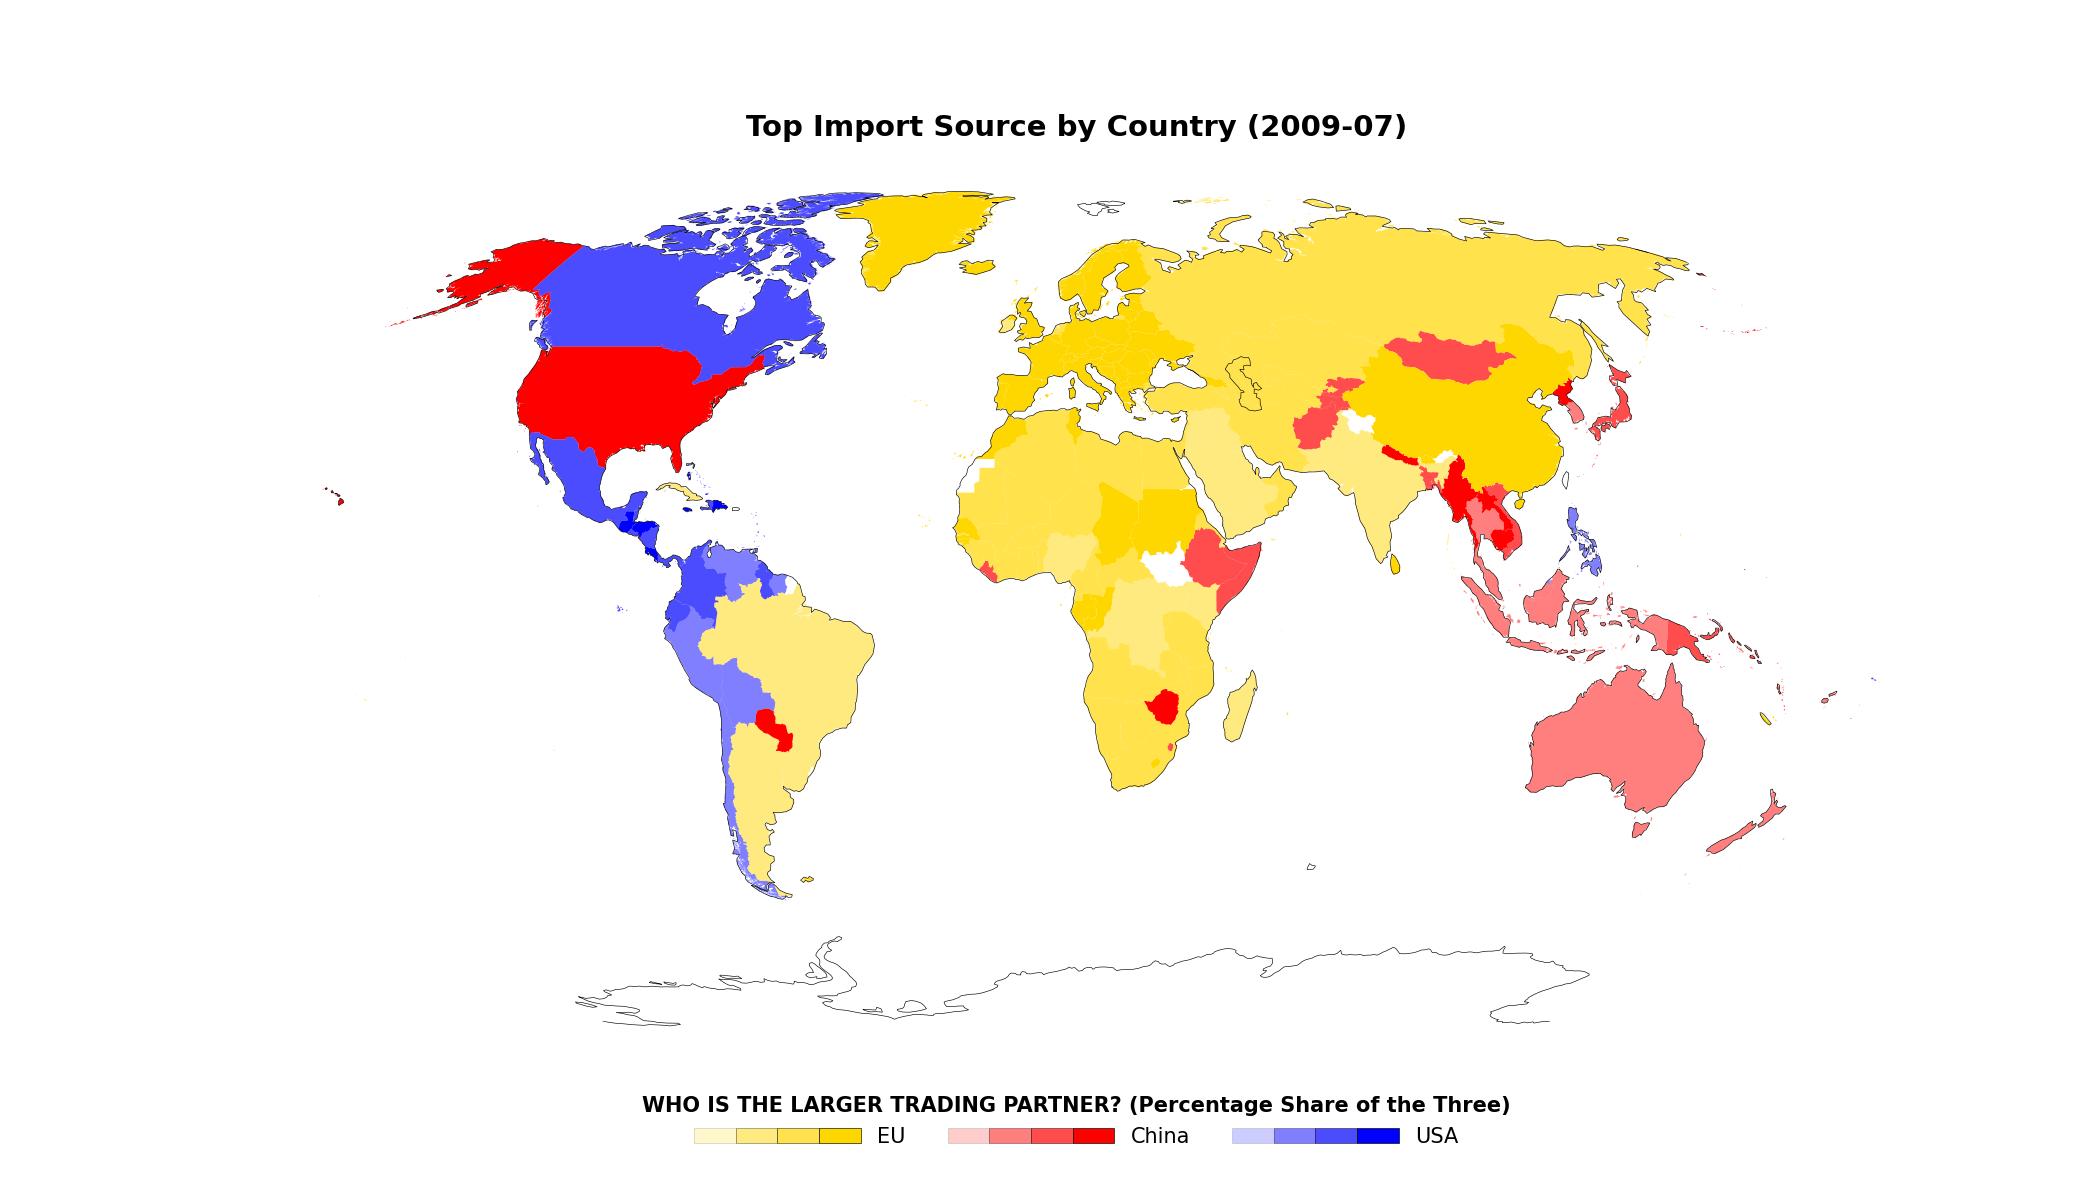 Top Import Source by Country (2009-07)
WHO IS THE LARGER TRADING PARTNER? (Percentage Share of the Three)
EU China USA